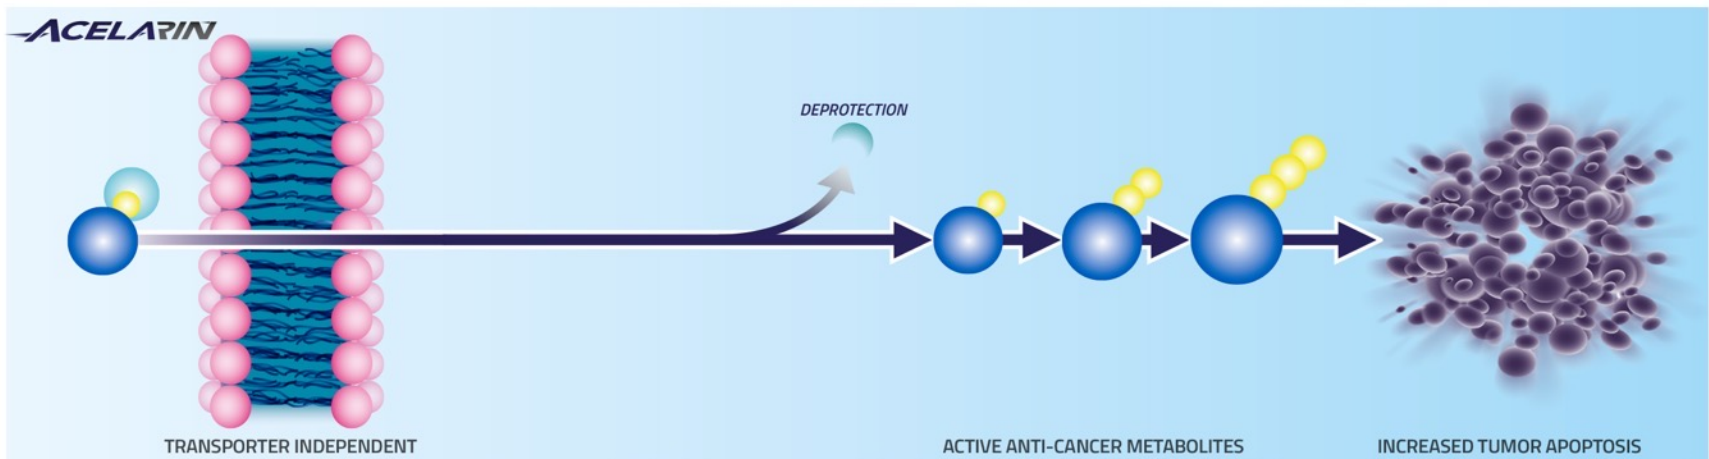 ACELARIN
DEPROTECTION
TRANSPORTER INDEPENDENT
ACTIVE ANTI-CANCER METABOLITES
INCREASED TUMOR APOPTOSIS